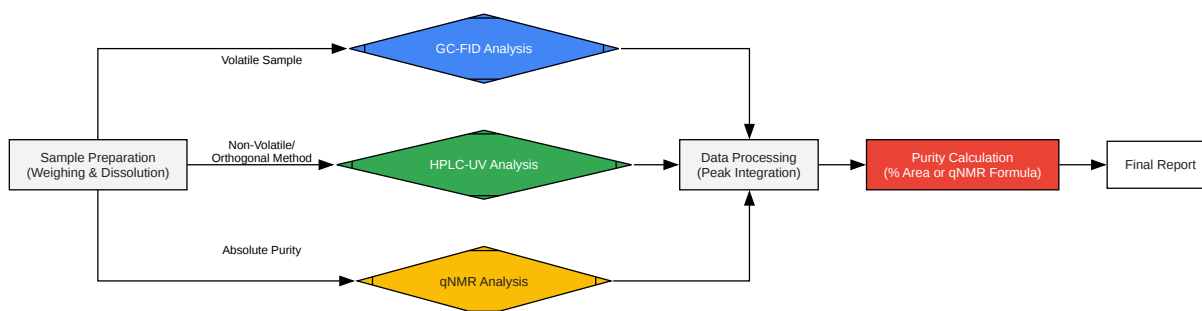 GC-FID Analysis
Volatile Sample
Sample Preparation
(Weighing & Dissolution)
Non-Volatile/
Orthogonal Method
HPLC-UV Analysis
Data Processing
(Peak Integration)
Purity Calculation
(% Area or qNMR Formula)
Final Report
Absolute Purity
qNMR Analysis